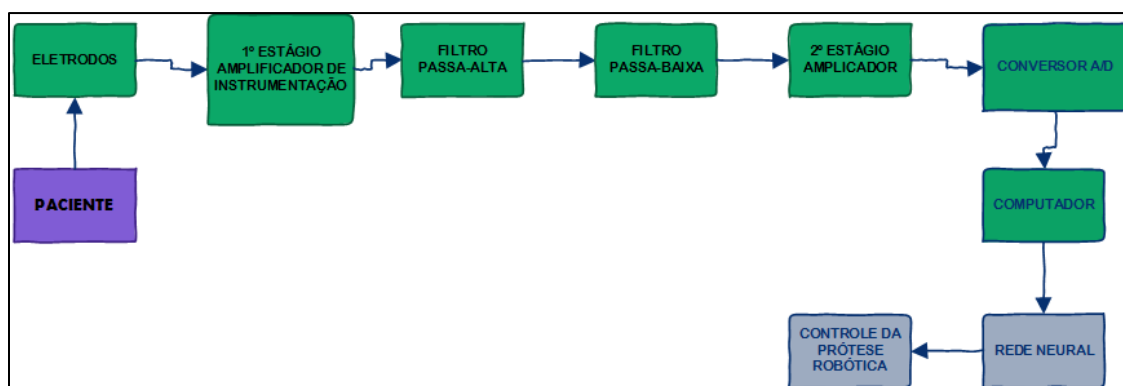 ELETRODOS
1º ESTÁGIO
AMPLIFICADOR DE
INSTRUMENTAÇÃO
FILTRO
PASSA-ALTA
FILTRO
PASSA-BAIXA
2º ESTÁGIO
AMPLICADOR
CONVERSOR A/D
PACIENTE
COMPUTADOR
CONTROLE DA
PRÓTESE
ROBÓTICA
REDE NEURAL